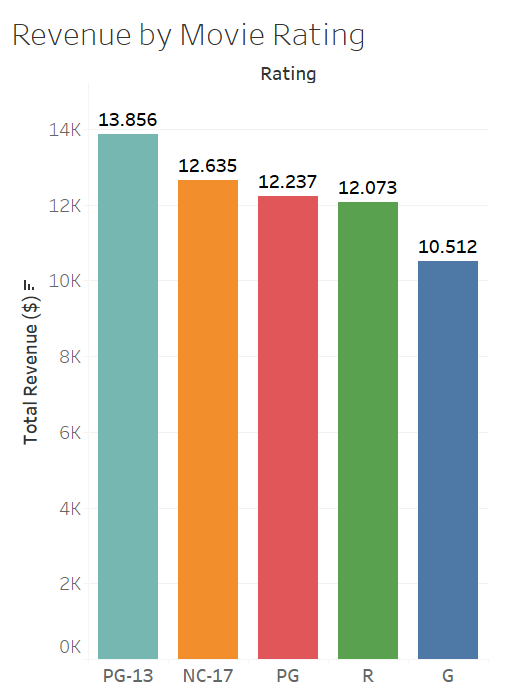 Revenue by Movie Rating
Rating
13.856
12.635
12.237
12.073
10.512
14K
12K
10K
8K
6K
4K
2K
0K
Total Revenue ($)
PG-13 NC-17 PG R G